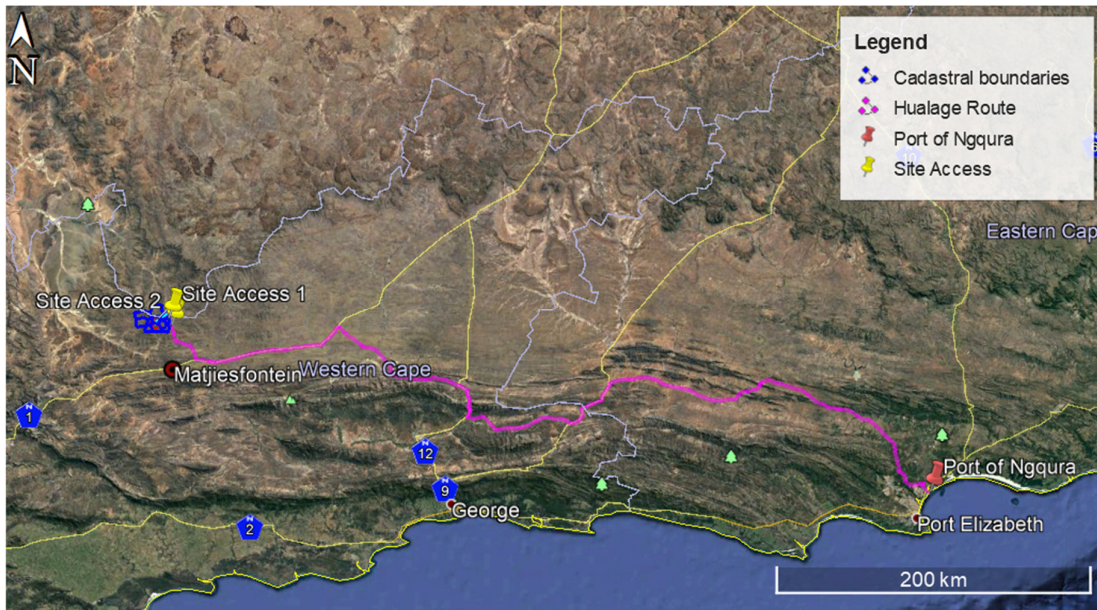 N
Legend
Cadastral boundaries
Hualage Route
Port of Ngqura
Site Access
Eastern Cap
Site Access 2
Site Access 1
Matjiesfontein
Western Cape
N
1
N
12
N
9
George
N
2
Port of Ngqura
Port Elizabeth
200 km